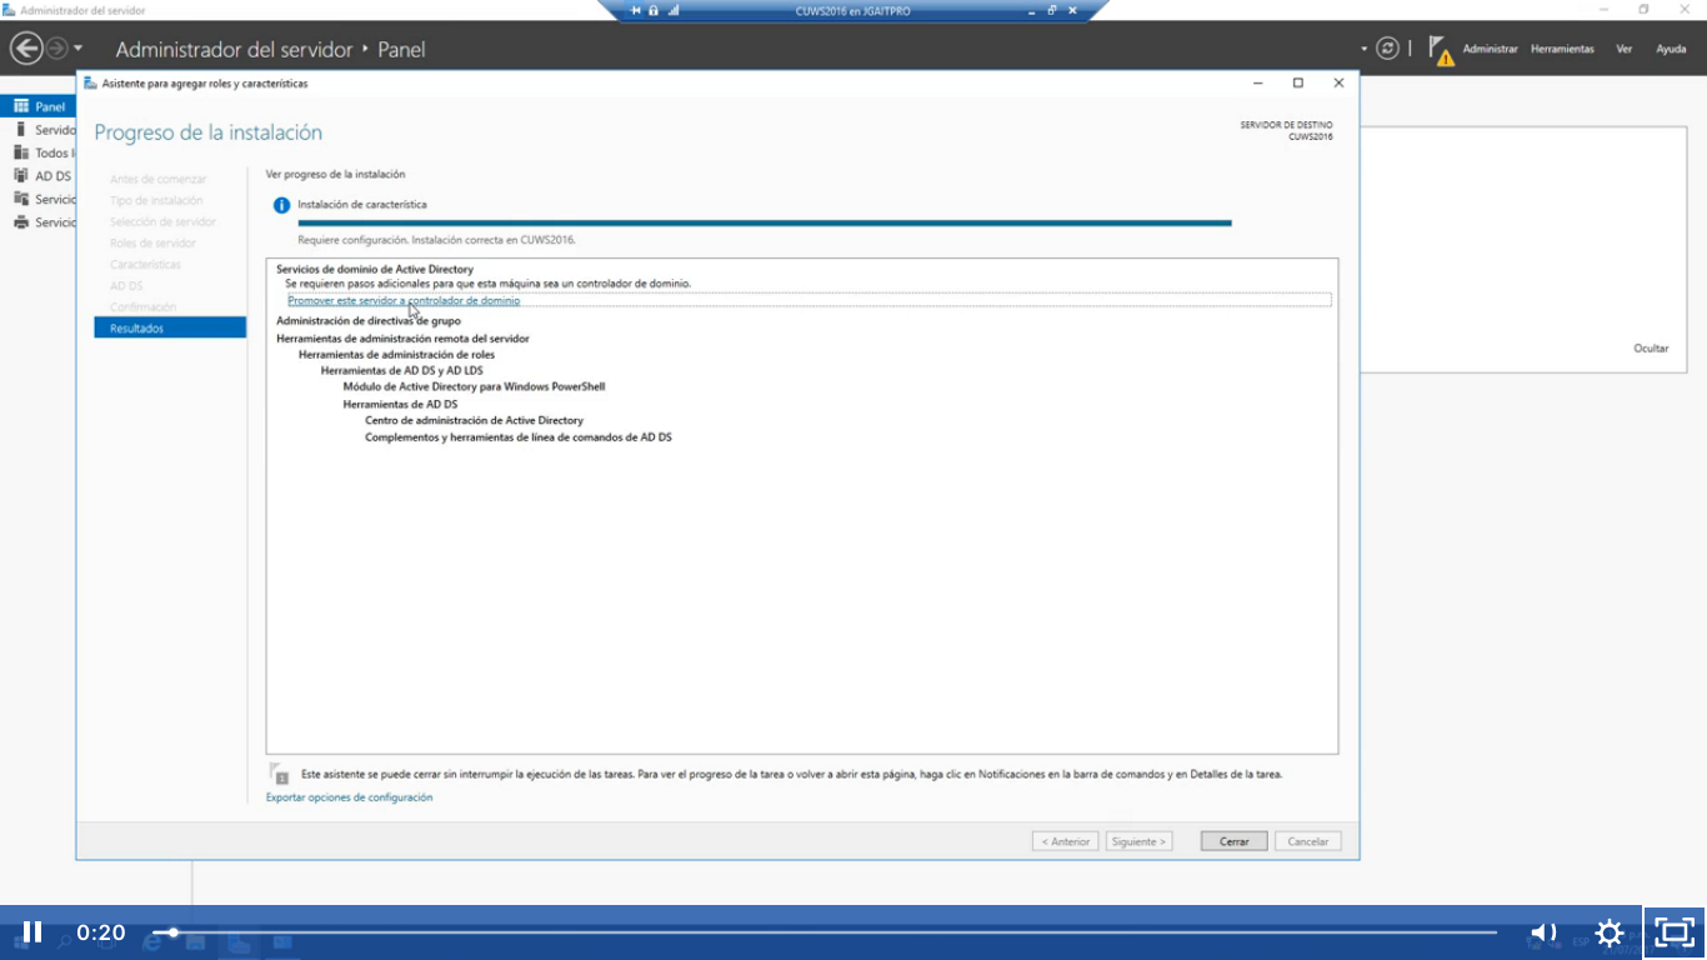 Administrador del servidor
CUWS2016 en JGAITPRO
Administrador del servidor ‣ Panel
Administrar Herramientas Ver Ayuda
Asistente para agregar roles y características
Panel
Servido
Todos l
AD DS
Servicio
Servicio
Progreso de la instalación
SERVIDOR DE DESTINO
CUWS2016
Antes de comenzar
Tipo de instalación
Selección de servidor
Roles de servidor
Características
AD DS
Confirmación
Resultados
Ver progreso de la instalación
Instalación de característica
Requiere configuración. Instalación correcta en CUWS2016.
Servicios de dominio de Active Directory
Se requieren pasos adicionales para que esta máquina sea un controlador de dominio.
Promover este servidor a controlador de dominio
Administración de directivas de grupo
Herramientas de administración remota del servidor
Herramientas de administración de roles
Herramientas de AD DS y AD LDS
Módulo de Active Directory para Windows PowerShell
Herramientas de AD DS
Centro de administración de Active Directory
Complementos y herramientas de línea de comandos de AD DS
Ocultar
1
Este asistente se puede cerrar sin interrumpir la ejecución de las tareas. Para ver el progreso de la tarea o volver a abrir esta página, haga clic en Notificaciones en la barra de comandos y en Detalles de la tarea.
Exportar opciones de configuración
< Anterior Siguiente > Cerrar Cancelar
0:20
ESP